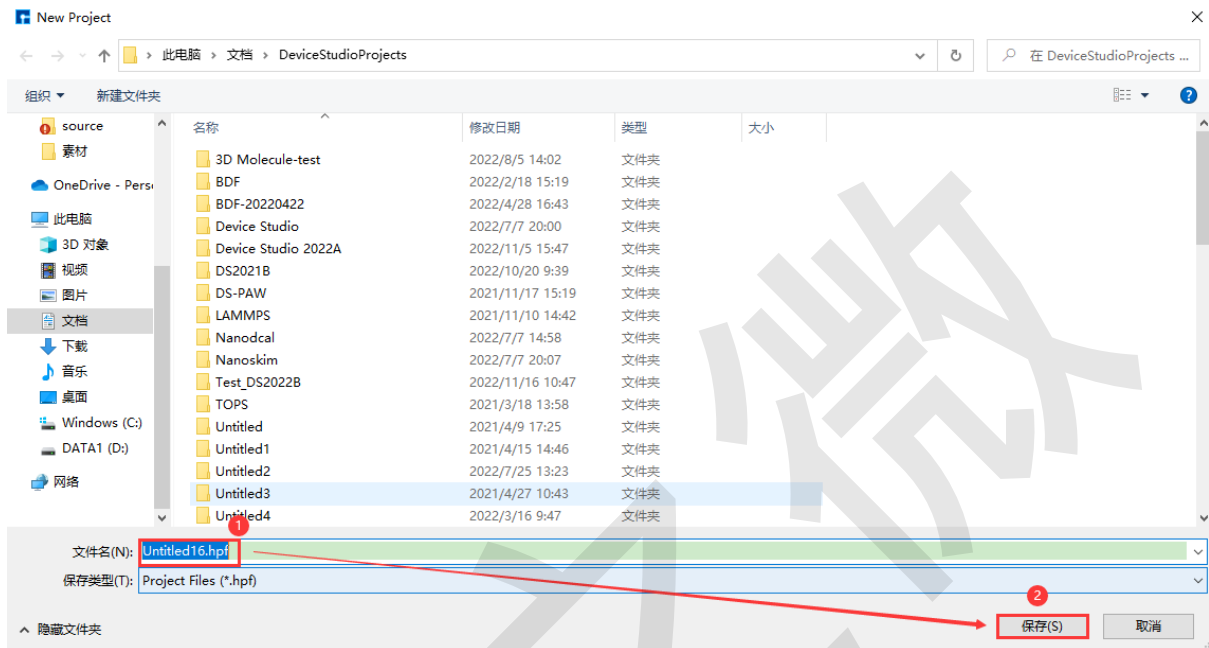 New Project
此电脑 › 文档 › DeviceStudioProjects
在 DeviceStudioProjects ...
组织 新建文件夹
source
素材
OneDrive - Perso
此电脑
3D 对象
视频
图片
文档
下载
音乐
桌面
Windows (C:)
DATA1 (D:)
网络
名称 修改日期 类型 大小
3D Molecule-test 2022/8/5 14:02 文件夹
BDF 2022/2/18 15:19 文件夹
BDF-20220422 2022/4/28 16:43 文件夹
Device Studio 2022/7/7 20:00 文件夹
Device Studio 2022A 2022/11/5 15:47 文件夹
DS2021B 2022/10/20 9:39 文件夹
DS-PAW 2021/11/17 15:19 文件夹
LAMMPS 2021/11/10 14:42 文件夹
Nanodcal 2022/7/7 14:58 文件夹
Nanoskim 2022/7/7 20:07 文件夹
Test_DS2022B 2022/11/16 10:47 文件夹
TOPS 2021/3/18 13:58 文件夹
Untitled 2021/4/9 17:25 文件夹
Untitled1 2021/4/15 14:46 文件夹
Untitled2 2022/7/25 13:23 文件夹
Untitled3 2021/4/27 10:43 文件夹
Untitled4 2022/3/16 9:47 文件夹
1
文件名(N): Untitled16.hpf
保存类型(T): Project Files (*.hpf)
2
隐藏文件夹
保存(S) 取消
微